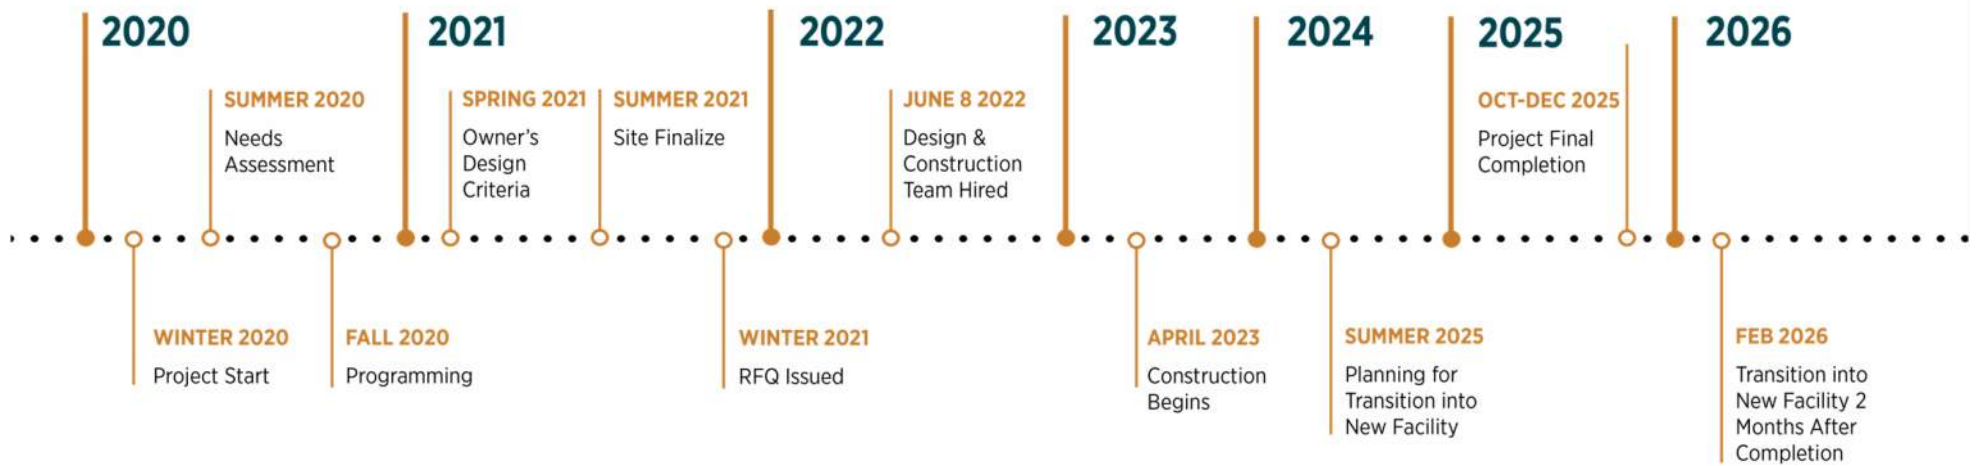 2020
2021
2022
2023
2024
2025
2026
SUMMER 2020
Needs
Assessment
SPRING 2021
Owner’s
Design
Criteria
SUMMER 2021
Site Finalize
JUNE 8 2022
Design &
Construction
Team Hired
OCT-DEC 2025
Project Final
Completion
WINTER 2020
Project Start
FALL 2020
Programming
WINTER 2021
RFQ Issued
APRIL 2023
Construction
Begins
SUMMER 2025
Planning for
Transition into
New Facility
FEB 2026
Transition into
New Facility 2
Months After
Completion